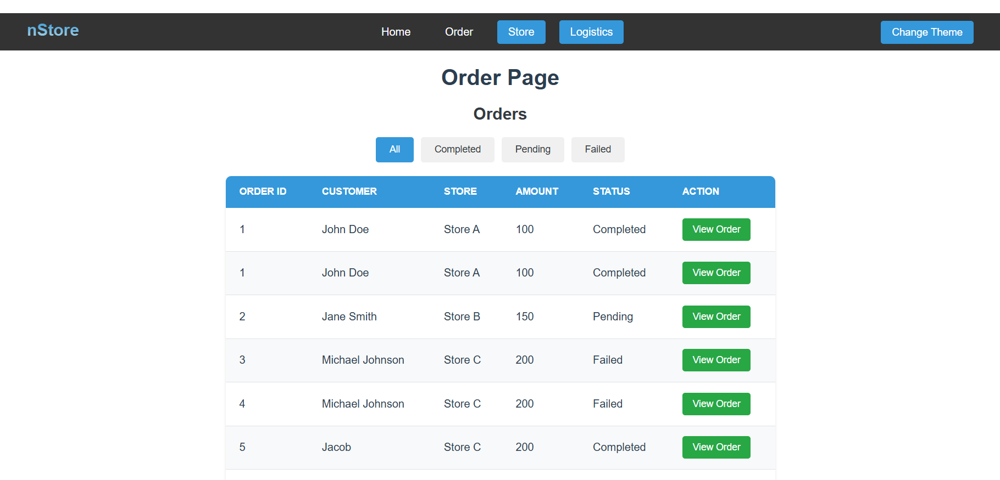 nStore Home Order Store Logistics Change Theme
Order Page
Orders
All Completed Pending Failed
ORDER ID CUSTOMER STORE AMOUNT STATUS ACTION
1 John Doe Store A 100 Completed View Order
1 John Doe Store A 100 Completed View Order
2 Jane Smith Store B 150 Pending View Order
3 Michael Johnson Store C 200 Failed View Order
4 Michael Johnson Store C 200 Failed View Order
5 Jacob Store C 200 Completed View Order